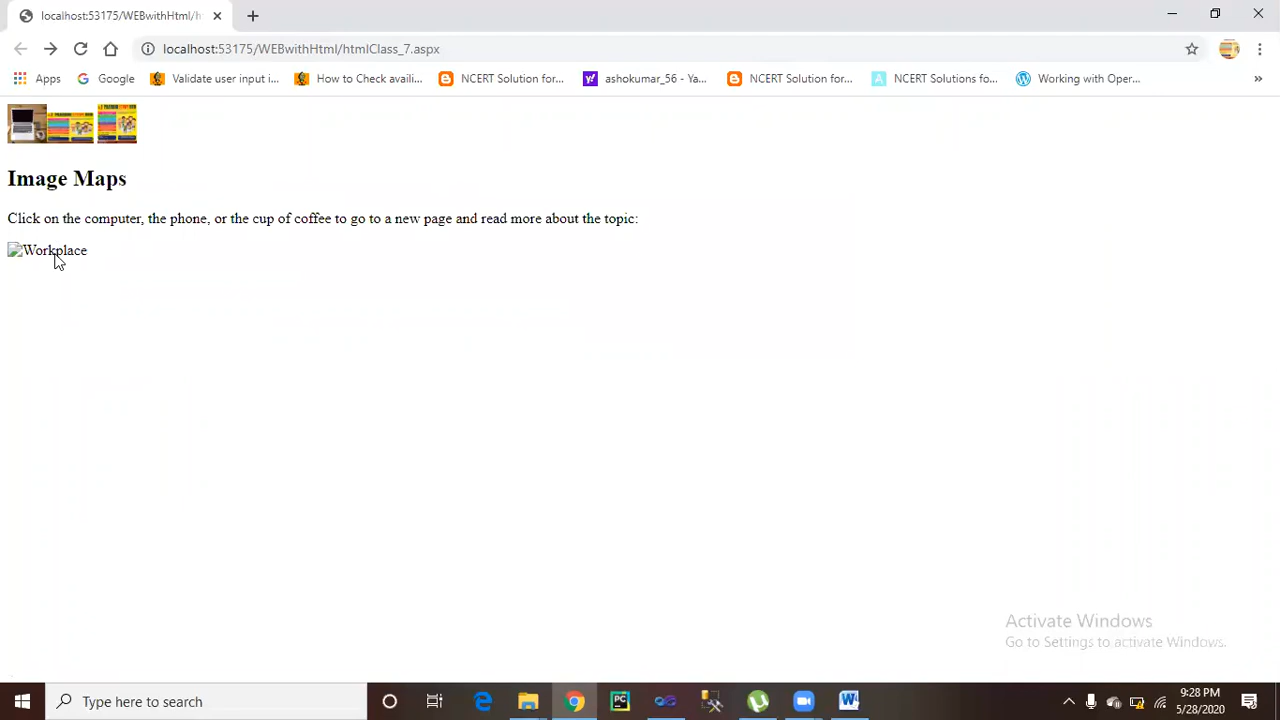 localhost:53175/WEBwithHtml/h
localhost:53175/WEBwithHtml/htmlClass_7.aspx
Apps
Google
Validate user input i...
How to Check availi...
NCERT Solution for...
ashokumar_56 - Ya...
NCERT Solution for...
NCERT Solutions fo...
Working with Oper...
Image Maps
Click on the computer, the phone, or the cup of coffee to go to a new page and read more about the topic:
Workplace
Activate Windows
Go to Settings to activate Windows.
Type here to search
9:28 PM
5/28/2020